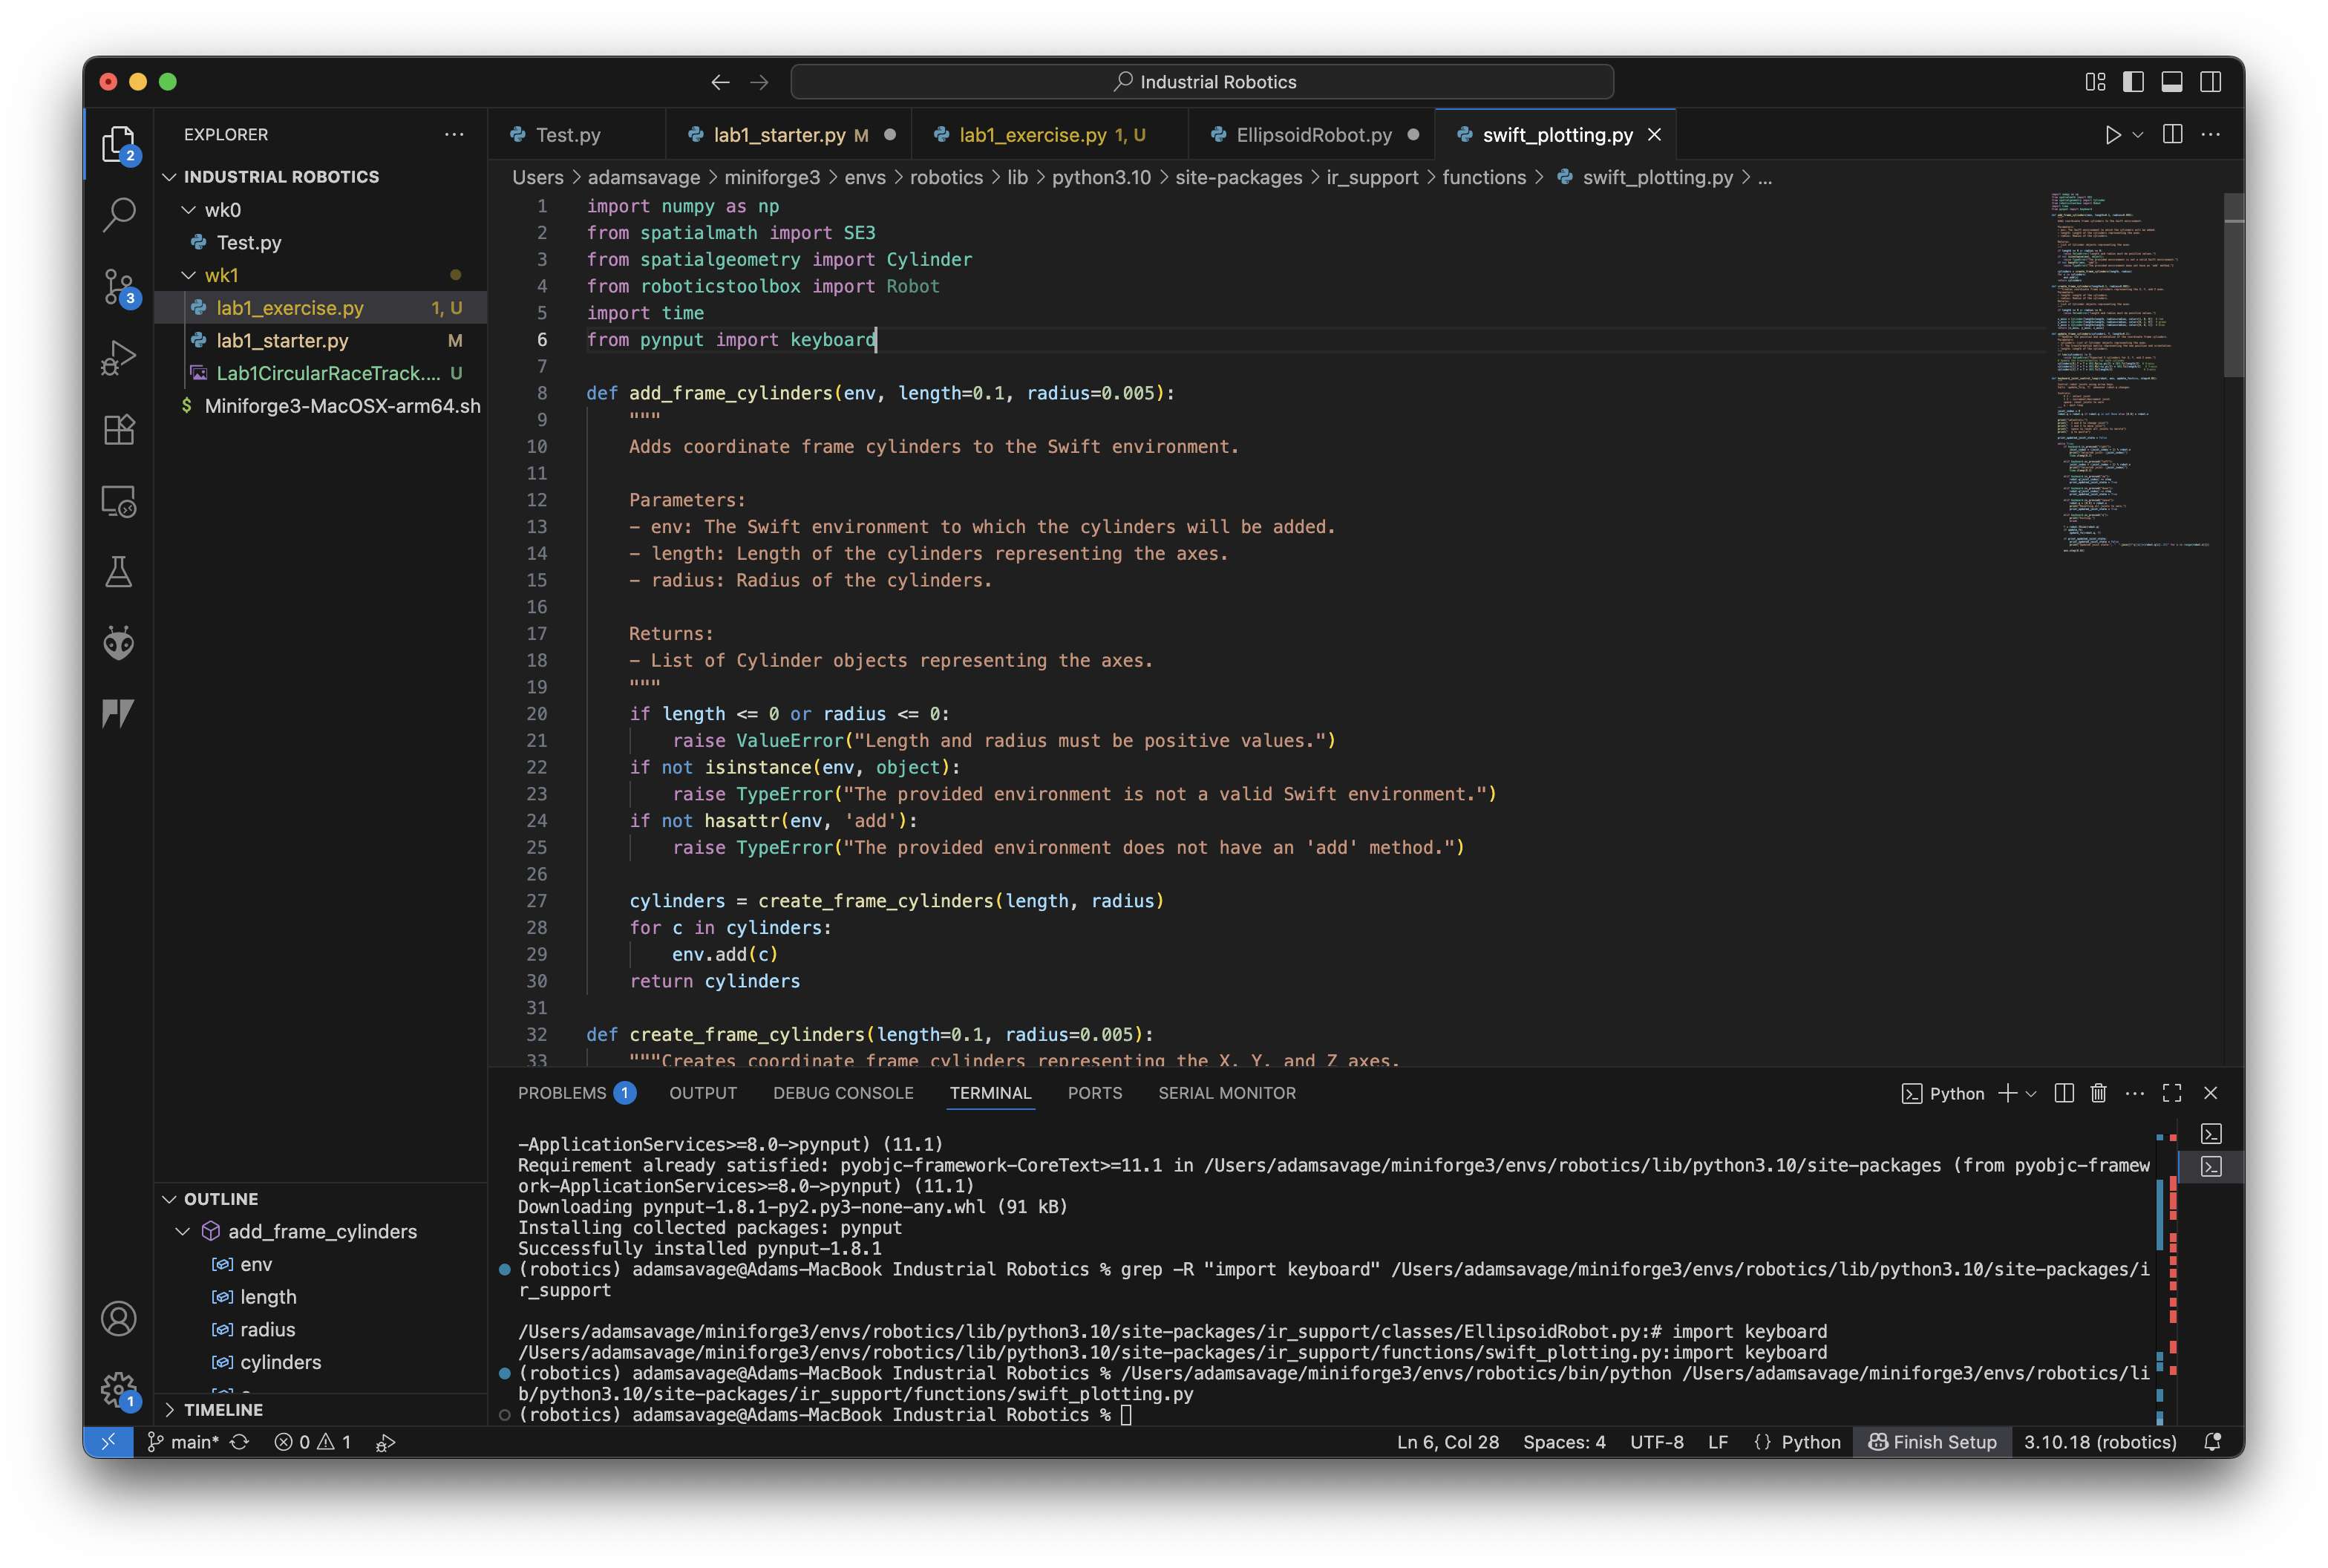 Industrial Robotics
EXPLORER
2
INDUSTRIAL ROBOTICS
wk0
Test.py
wk1
lab1_exercise.py 1, U
lab1_starter.py M
Lab1CircularRaceTrack.... U
$ Miniforge3-MacOSX-arm64.sh
3
Test.py
lab1_starter.py M
lab1_exercise.py 1, U
EllipsoidRobot.py
swift_plotting.py
Users > adamsavage > miniforge3 > envs > robotics > lib > python3.10 > site-packages > ir_support > functions > swift_plotting.py > ...
1 import numpy as np
2 from spatialmath import SE3
3 from spatialgeometry import Cylinder
4 from roboticstoolbox import Robot
5 import time
6 from pynput import keyboard
7
8 def add_frame_cylinders(env, length=0.1, radius=0.005):
9 """
10 Adds coordinate frame cylinders to the Swift environment.
11
12 Parameters:
13 - env: The Swift environment to which the cylinders will be added.
14 - length: Length of the cylinders representing the axes.
15 - radius: Radius of the cylinders.
16
17 Returns:
18 - List of Cylinder objects representing the axes.
19 """
20 if length <= 0 or radius <= 0:
21 raise ValueError("Length and radius must be positive values.")
22 if not isinstance(env, object):
23 raise TypeError("The provided environment is not a valid Swift environment.")
24 if not hasattr(env, 'add'):
25 raise TypeError("The provided environment does not have an 'add' method.")
26
27 cylinders = create_frame_cylinders(length, radius)
28 for c in cylinders:
29 env.add(c)
30 return cylinders
31
32 def create_frame_cylinders(length=0.1, radius=0.005):
33 """Creates coordinate frame cylinders representing the X, Y, and Z axes.
PROBLEMS 1 OUTPUT DEBUG CONSOLE TERMINAL PORTS SERIAL MONITOR
Python
-ApplicationServices>=8.0->pynput) (11.1)
Requirement already satisfied: pyobjc-framework-CoreText>=11.1 in /Users/adamsavage/miniforge3/envs/robotics/lib/python3.10/site-packages (from pyobjc-framew
ork-ApplicationServices>=8.0->pynput) (11.1)
Downloading pynput-1.8.1-py2.py3-none-any.whl (91 kB)
Installing collected packages: pynput
Successfully installed pynput-1.8.1
(robotics) adamsavage@Adams-MacBook Industrial Robotics % grep -R "import keyboard" /Users/adamsavage/miniforge3/envs/robotics/lib/python3.10/site-packages/i
r_support
/Users/adamsavage/miniforge3/envs/robotics/lib/python3.10/site-packages/ir_support/classes/EllipsoidRobot.py:# import keyboard
/Users/adamsavage/miniforge3/envs/robotics/lib/python3.10/site-packages/ir_support/functions/swift_plotting.py:import keyboard
(robotics) adamsavage@Adams-MacBook Industrial Robotics % /Users/adamsavage/miniforge3/envs/robotics/bin/python /Users/adamsavage/miniforge3/envs/robotics/li
b/python3.10/site-packages/ir_support/functions/swift_plotting.py
(robotics) adamsavage@Adams-MacBook Industrial Robotics %
OUTLINE
add_frame_cylinders
env
length
radius
cylinders
TIMELINE
1
main* 0 1
Ln 6, Col 28 Spaces: 4 UTF-8 LF {} Python Finish Setup 3.10.18 (robotics)